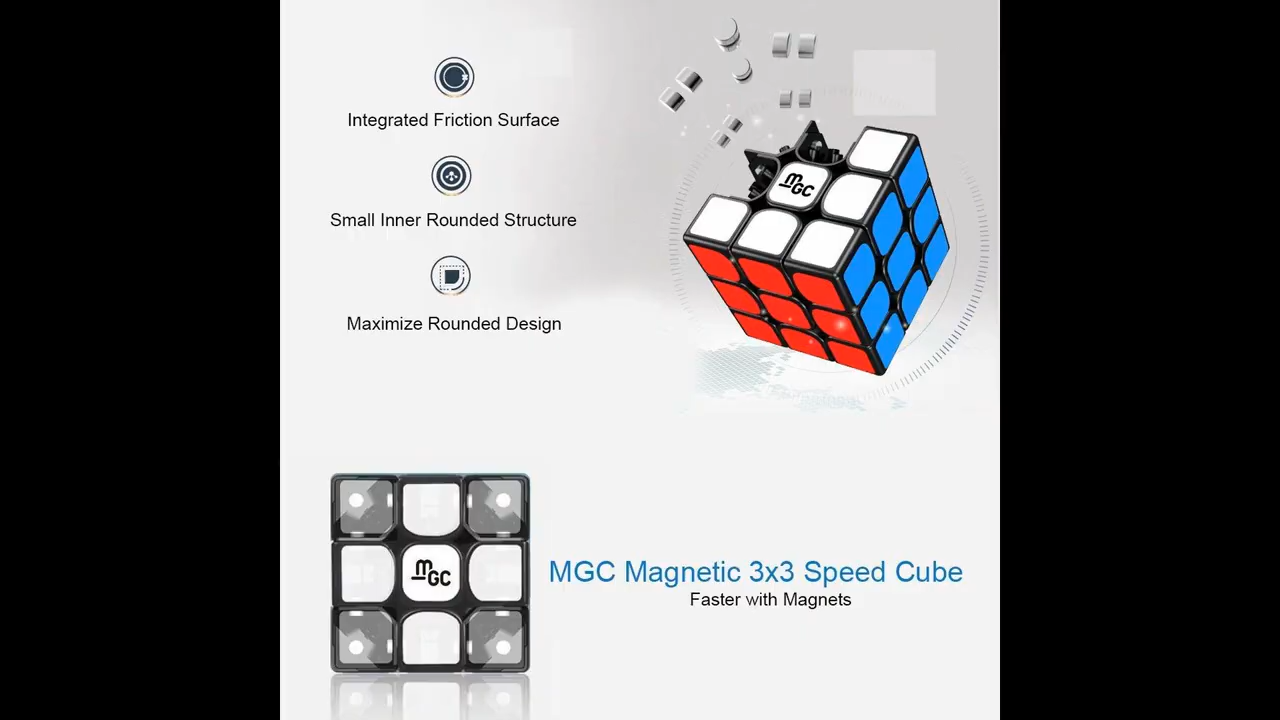 Integrated Friction Surface
Small Inner Rounded Structure
Maximize Rounded Design
MGC
MGC
MGC Magnetic 3x3 Speed Cube
Faster with Magnets